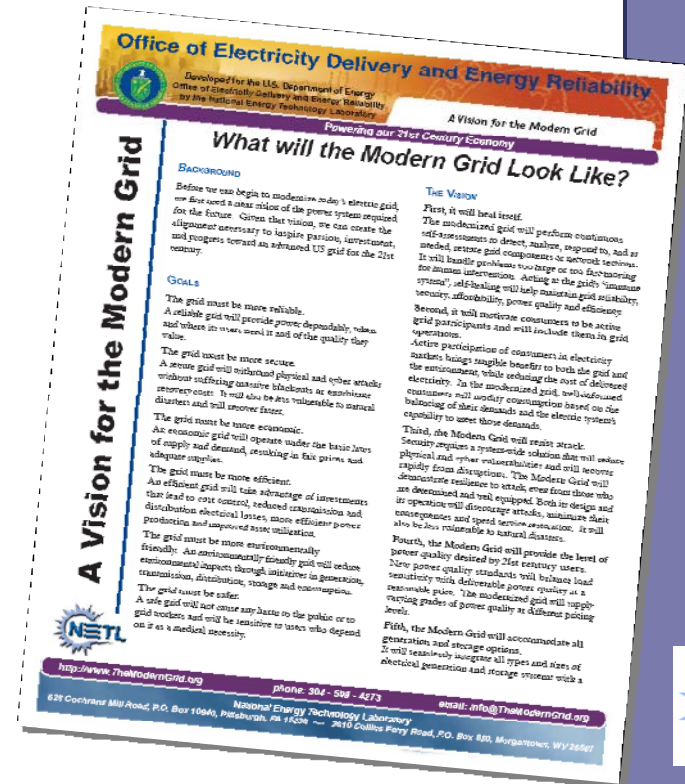 Office of Electricity Delivery and Energy Reliability
Developed for the U.S. Department of Energy
Office of Electricity Delivery and Energy Reliability
by the National Energy Technology Laboratory
A Vision for the Modern Grid
Powering our 21st Century Economy
A Vision for the Modern Grid
What will the Modern Grid Look Like?
BACKGROUND
Before we can begin to modernize today's electric grid,
we first need a clear vision of the power system required
for the future. Given that vision, we can create the
alignment necessary to inspire passion, investment,
and progress toward an advanced US grid for the 21st
century.
GOALS
The grid must be more reliable.
A reliable grid will provide power dependably, when
and where its users need it and of the quality they
value.
The grid must be more secure.
A secure grid will withstand physical and cyber attacks
without suffering massive blackouts or exorbitant
recovery costs. It will also be less vulnerable to natural
disasters and will recover faster.
The grid must be more economic.
An economic grid will operate under the basic laws
of supply and demand, resulting in fair prices and
adequate supplies.
The grid must be more efficient.
An efficient grid will take advantage of investments
that lead to cost control, reduced transmission and
distribution electrical losses, more efficient power
production and improved asset utilization.
The grid must be more environmentally
friendly. An environmentally friendly grid will reduce
environmental impacts through initiatives in generation,
transmission, distribution, storage and consumption.
The grid must be safer.
A safe grid will not cause any harm to the public or to
grid workers and will be sensitive to users who depend
on it as a medical necessity.
THE VISION
First, it will heal itself.
The modernized grid will perform continuous
self-assessments to detect, analyze, respond to, and as
needed, restore grid components or network sections.
It will handle problems too large or too fast-moving
for human intervention. Acting as the grid's "immune
system", self-healing will help maintain grid reliability,
security, affordability, power quality and efficiency.
Second, it will motivate consumers to be active
grid participants and will include them in grid
operations.
Active participation of consumers in electricity
markets brings tangible benefits to both the grid and
the environment, while reducing the cost of delivered
electricity. In the modernized grid, well-informed
consumers will modify consumption based on the
balancing of their demands and the electric system's
capability to meet those demands.
Third, the Modern Grid will resist attack.
Security requires a system-wide solution that will reduce
physical and cyber vulnerabilities and will recover
rapidly from disruptions. The Modern Grid will
demonstrate resilience to attack, even from those who
are determined and well equipped. Both its design and
its operation will discourage attacks, minimize their
consequences and speed service restoration. It will
also be less vulnerable to natural disasters.
Fourth, the Modern Grid will provide the level of
power quality desired by 21st century users.
New power quality standards will balance load
sensitivity with deliverable power quality at a
reasonable price. The modernized grid will supply
varying grades of power quality at different pricing
levels.
Fifth, the Modern Grid will accommodate all
generation and storage options.
It will seamlessly integrate all types and sizes of
electrical generation and storage systems with a
NETL
http://www.TheModernGrid.org phone: 304 - 599 - 4273 email: info@TheModernGrid.org
National Energy Technology Laboratory
626 Cochrans Mill Road, P.O. Box 10940, Pittsburgh, PA 15236 — 3610 Collins Ferry Road, P.O. Box 880, Morgantown, WV 26507